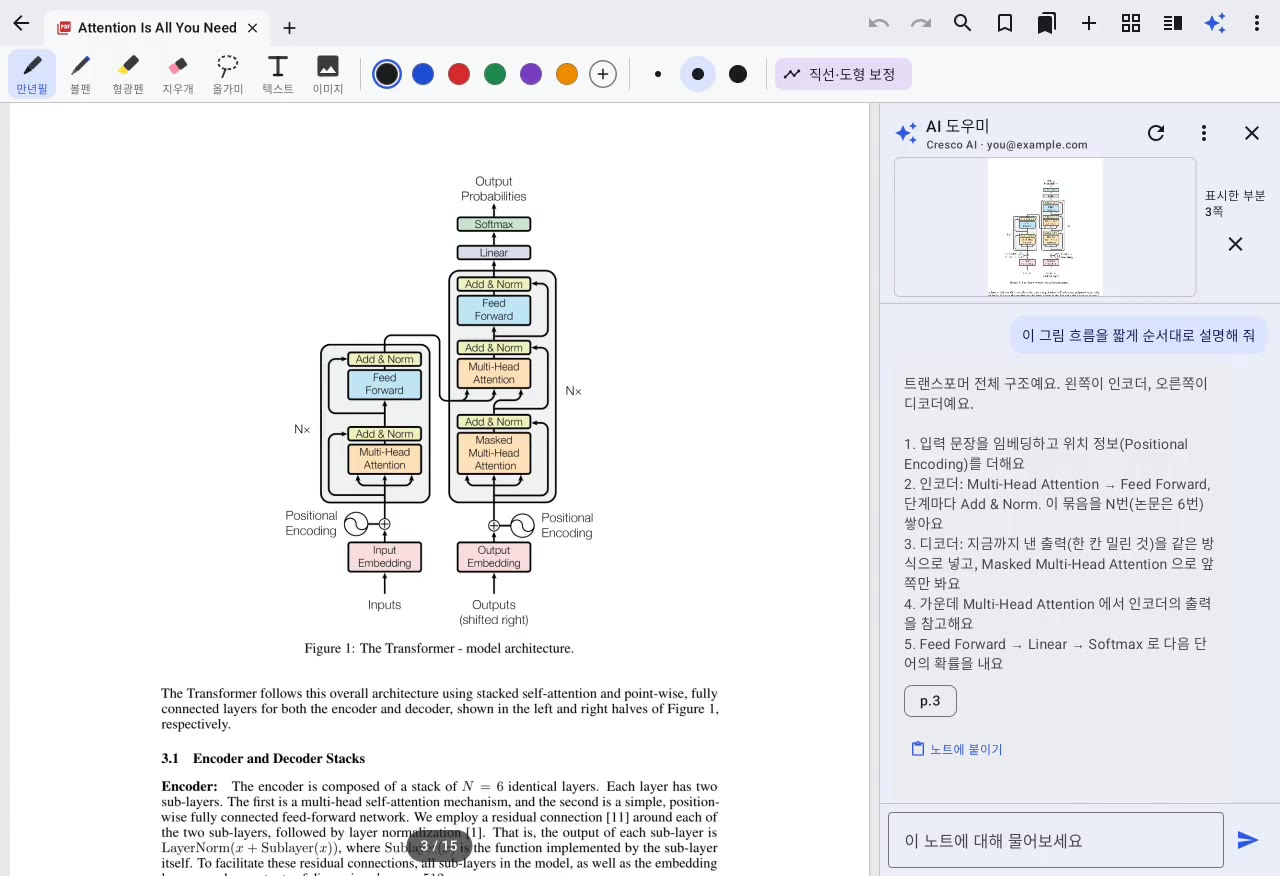 Attention Is All You Need
만년필
볼펜
형광펜
지우개
올가미
텍스트
이미지
직선·도형 보정
Output
Probabilities
Softmax
Linear
Add & Norm
Feed
Forward
Add & Norm
Multi-Head
Attention
Add & Norm
Masked
Multi-Head
Attention
N×
Add & Norm
Feed
Forward
N×
Add & Norm
Multi-Head
Attention
Positional
Encoding
Positional
Encoding
Input
Embedding
Output
Embedding
Inputs
Outputs
(shifted right)
Figure 1: The Transformer - model architecture.
The Transformer follows this overall architecture using stacked self-attention and point-wise, fully
connected layers for both the encoder and decoder, shown in the left and right halves of Figure 1,
respectively.
3.1 Encoder and Decoder Stacks
Encoder: The encoder is composed of a stack of N = 6 identical layers. Each layer has two
sub-layers. The first is a multi-head self-attention mechanism, and the second is a simple, position-
wise fully connected feed-forward network. We employ a residual connection [11] around each of
the two sub-layers, followed by layer normalization [1]. That is, the output of each sub-layer is
LayerNorm(x + Sublayer(x)), where Sublayer(x) is the function implemented by the sub-layer
itself. To facilitate these residual connections, all sub-layers in the model, as well as the embedding
3 / 15
AI 도우미
Cresco AI · you@example.com
표시한 부분
3쪽
이 그림 흐름을 짧게 순서대로 설명해 줘
트랜스포머 전체 구조예요. 왼쪽이 인코더, 오른쪽이
디코더예요.
1. 입력 문장을 임베딩하고 위치 정보(Positional
Encoding)를 더해요
2. 인코더: Multi-Head Attention → Feed Forward,
단계마다 Add & Norm. 이 묶음을 N번(논문은 6번)
쌓아요
3. 디코더: 지금까지 낸 출력(한 칸 밀린 것)을 같은 방
식으로 넣고, Masked Multi-Head Attention 으로 앞
쪽만 봐요
4. 가운데 Multi-Head Attention 에서 인코더의 출력
을 참고해요
5. Feed Forward → Linear → Softmax 로 다음 단
어의 확률을 내요
p.3
노트에 붙이기
이 노트에 대해 물어보세요